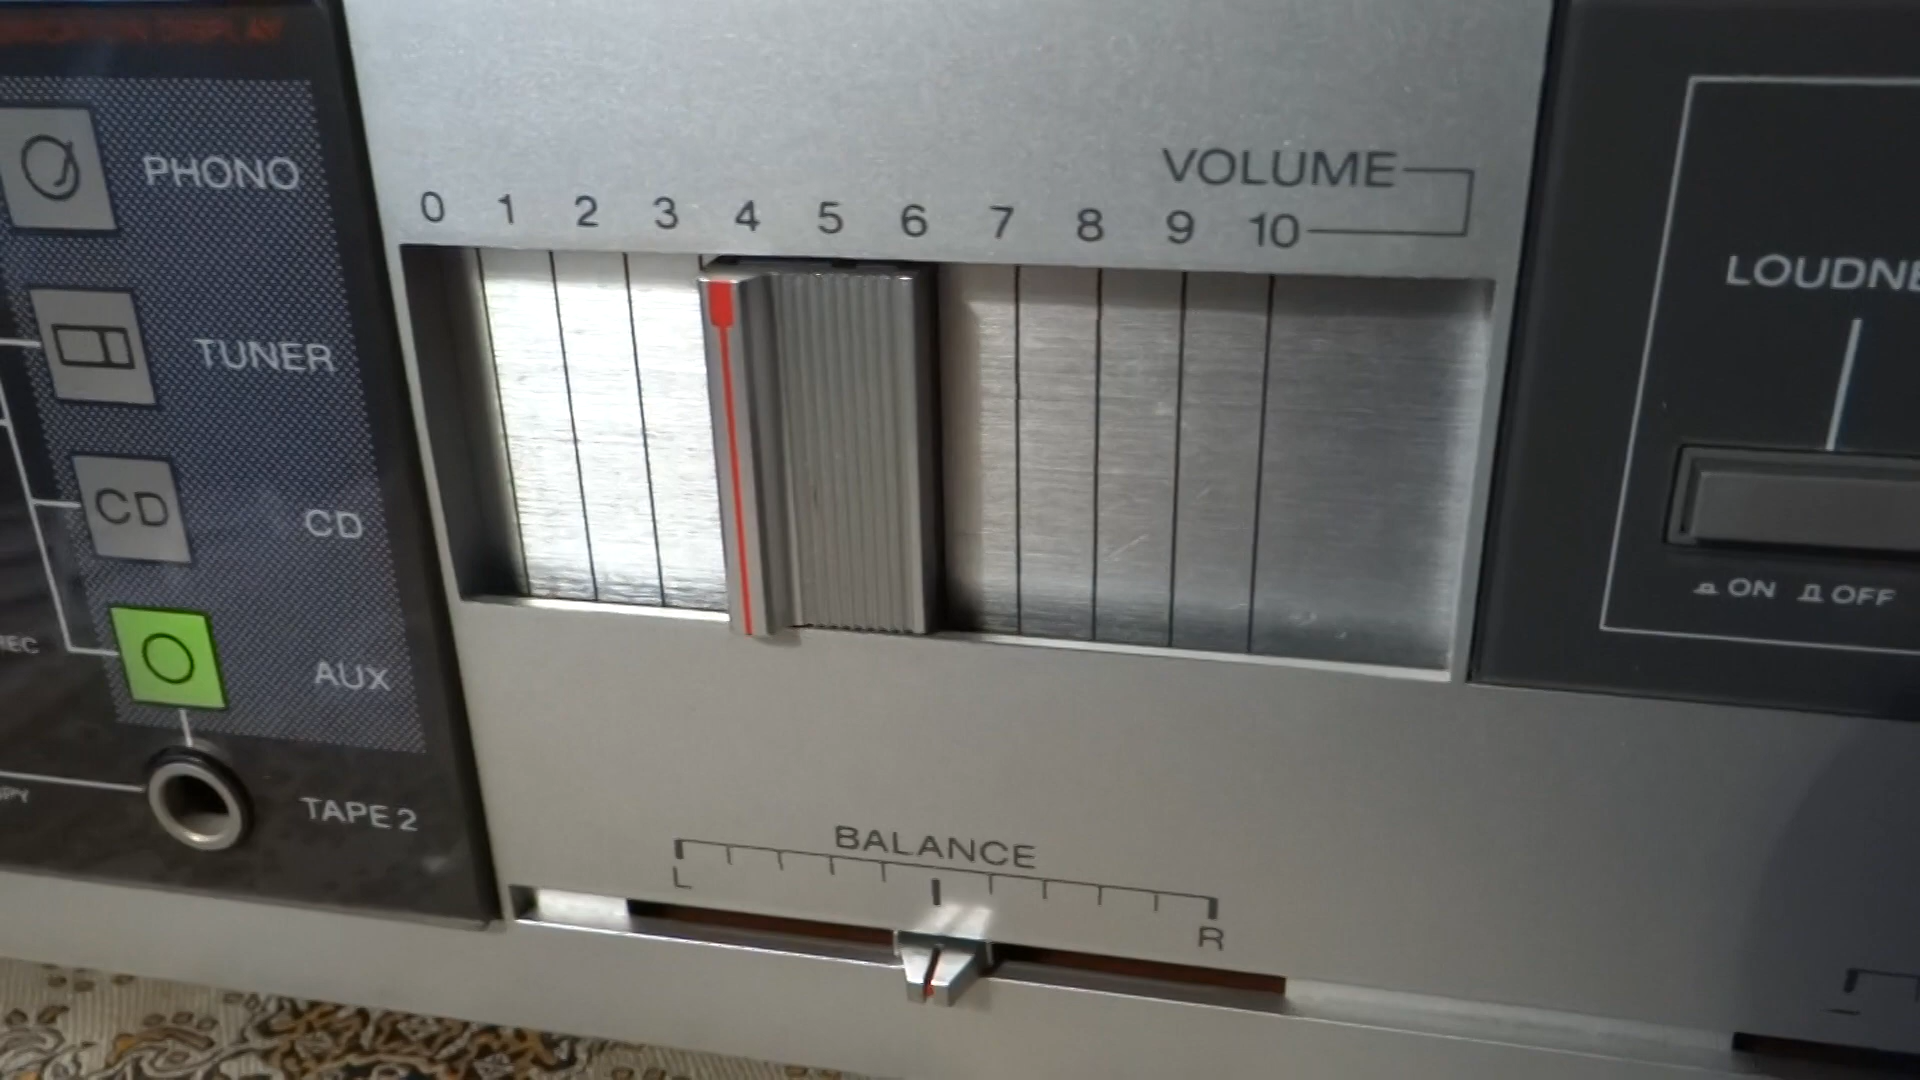 PHONO
TUNER
CD CD
AUX
TAPE 2
VOLUME
0 1 2 3 4 5 6 7 8 9 10
BALANCE
L
R
ON OFF